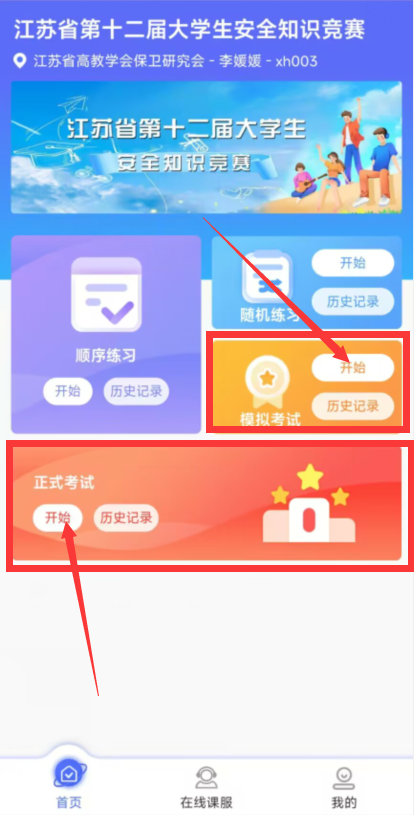 江苏省第十二届大学生安全知识竞赛
江苏省高教学会保卫研究会 - 李媛媛 - xh003
江苏省第十二届大学生
安全知识竞赛
顺序练习
开始
历史记录
开始
随机练习
历史记录
开始
模拟考试
历史记录
正式考试
开始
历史记录
首页
在线课服
我的